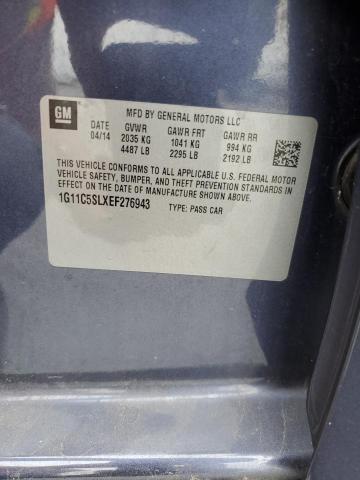 GM
MFD BY GENERAL MOTORS LLC
DATE GVWR GAWR FRT GAWR RR
04/14 2035 KG 1041 KG 994 KG
4487 LB 2295 LB 2192 LB
THIS VEHICLE CONFORMS TO ALL APPLICABLE U.S. FEDERAL MOTOR
VEHICLE SAFETY, BUMPER, AND THEFT PREVENTION STANDARDS IN
EFFECT ON THE DATE OF MANUFACTURE SHOWN ABOVE.
1G11C5SLXEF276943 TYPE: PASS CAR